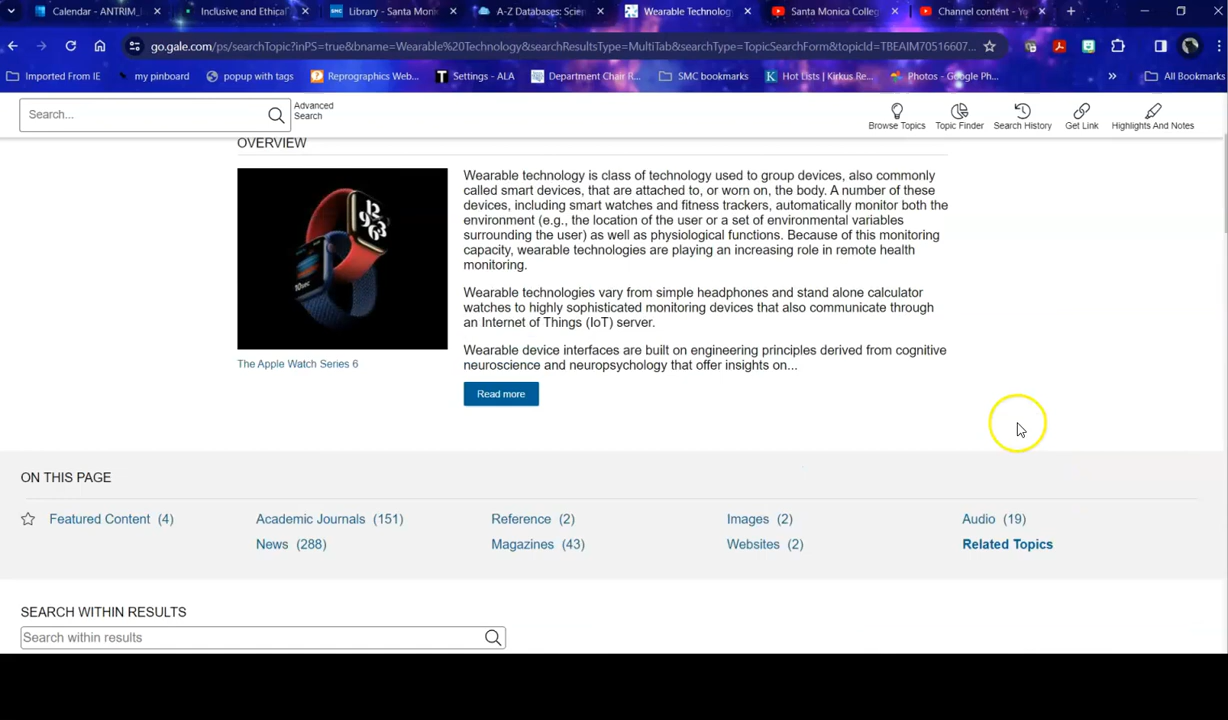 Calendar - ANTRIM_
Inclusive and Ethical
SMC Library - Santa Moni
A-Z Databases: Scien
Wearable Technology
Santa Monica Colleg
Channel content - Yo
go.gale.com/ps/searchTopic?inPS=true&bname=Wearable%20Technology&searchResultsType=MultiTab&searchType=TopicSearchForm&topicId=TBEAIM70516607...
Imported From IE
my pinboard
popup with tags
Reprographics Web...
Settings - ALA
Department Chair R...
SMC bookmarks
Hot Lists | Kirkus Re...
Photos - Google Ph...
All Bookmarks
Search...
Advanced
Search
Browse Topics
Topic Finder
Search History
Get Link
Highlights And Notes
OVERVIEW
Wearable technology is class of technology used to group devices, also commonly
called smart devices, that are attached to, or worn on, the body. A number of these
devices, including smart watches and fitness trackers, automatically monitor both the
environment (e.g., the location of the user or a set of environmental variables
surrounding the user) as well as physiological functions. Because of this monitoring
capacity, wearable technologies are playing an increasing role in remote health
monitoring.
Wearable technologies vary from simple headphones and stand alone calculator
watches to highly sophisticated monitoring devices that also communicate through
an Internet of Things (IoT) server.
Wearable device interfaces are built on engineering principles derived from cognitive
neuroscience and neuropsychology that offer insights on...
The Apple Watch Series 6
Read more
ON THIS PAGE
Featured Content (4)
Academic Journals (151)
Reference (2)
Images (2)
Audio (19)
News (288)
Magazines (43)
Websites (2)
Related Topics
SEARCH WITHIN RESULTS
Search within results